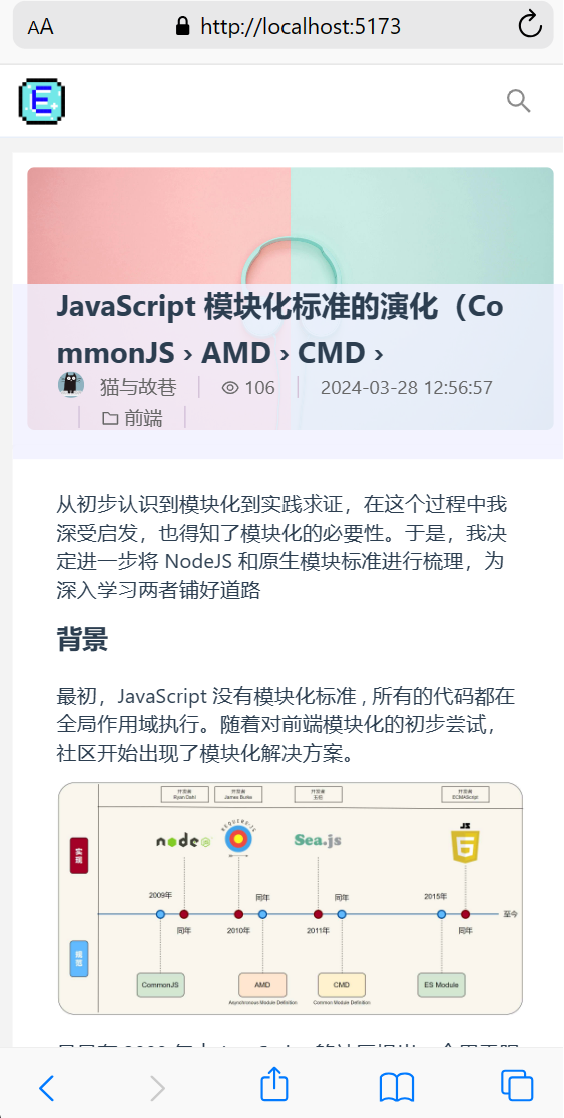 AA
http://localhost:5173
E
JavaScript 模块化标准的演化（Co
mmonJS › AMD › CMD ›
猫与故巷
106
2024-03-28 12:56:57
前端
从初步认识到模块化到实践求证，在这个过程中我
深受启发，也得知了模块化的必要性。于是，我决
定进一步将 NodeJS 和原生模块标准进行梳理，为
深入学习两者铺好道路
背景
最初，JavaScript 没有模块化标准 , 所有的代码都在
全局作用域执行。随着对前端模块化的初步尝试，
社区开始出现了模块化解决方案。
开发者
Ryan Dahl
开发者
James Burke
开发者
玉伯
开发者
ECMAScript
实现
node JS
REQUIREJS
Sea.js
JS
6
2009年
同年
同年
2015年
至今
同年
2010年
2011年
同年
规范
CommonJS
AMD
CMD
ES Module
Asynchronous Module Definition
Common Module Definition